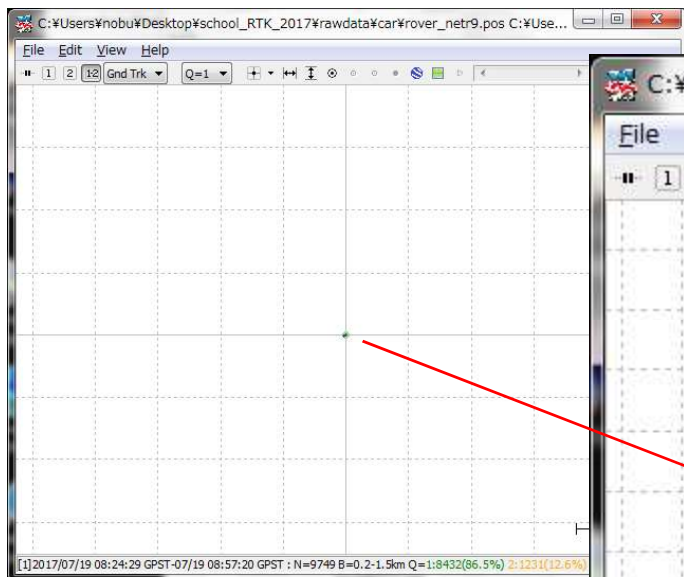 C:¥Users¥nobu¥Desktop¥school_RTK_2017¥rawdata¥car¥rover_netr9.pos C:¥Use...
File Edit View Help
1 2 1-2 Gnd Trk Q=1
[1]2017/07/19 08:24:29 GPST-07/19 08:57:20 GPST : N=9749 B=0.2-1.5km Q=1:8432(86.5%) 2:1231(12.6%)
C:¥
File
1